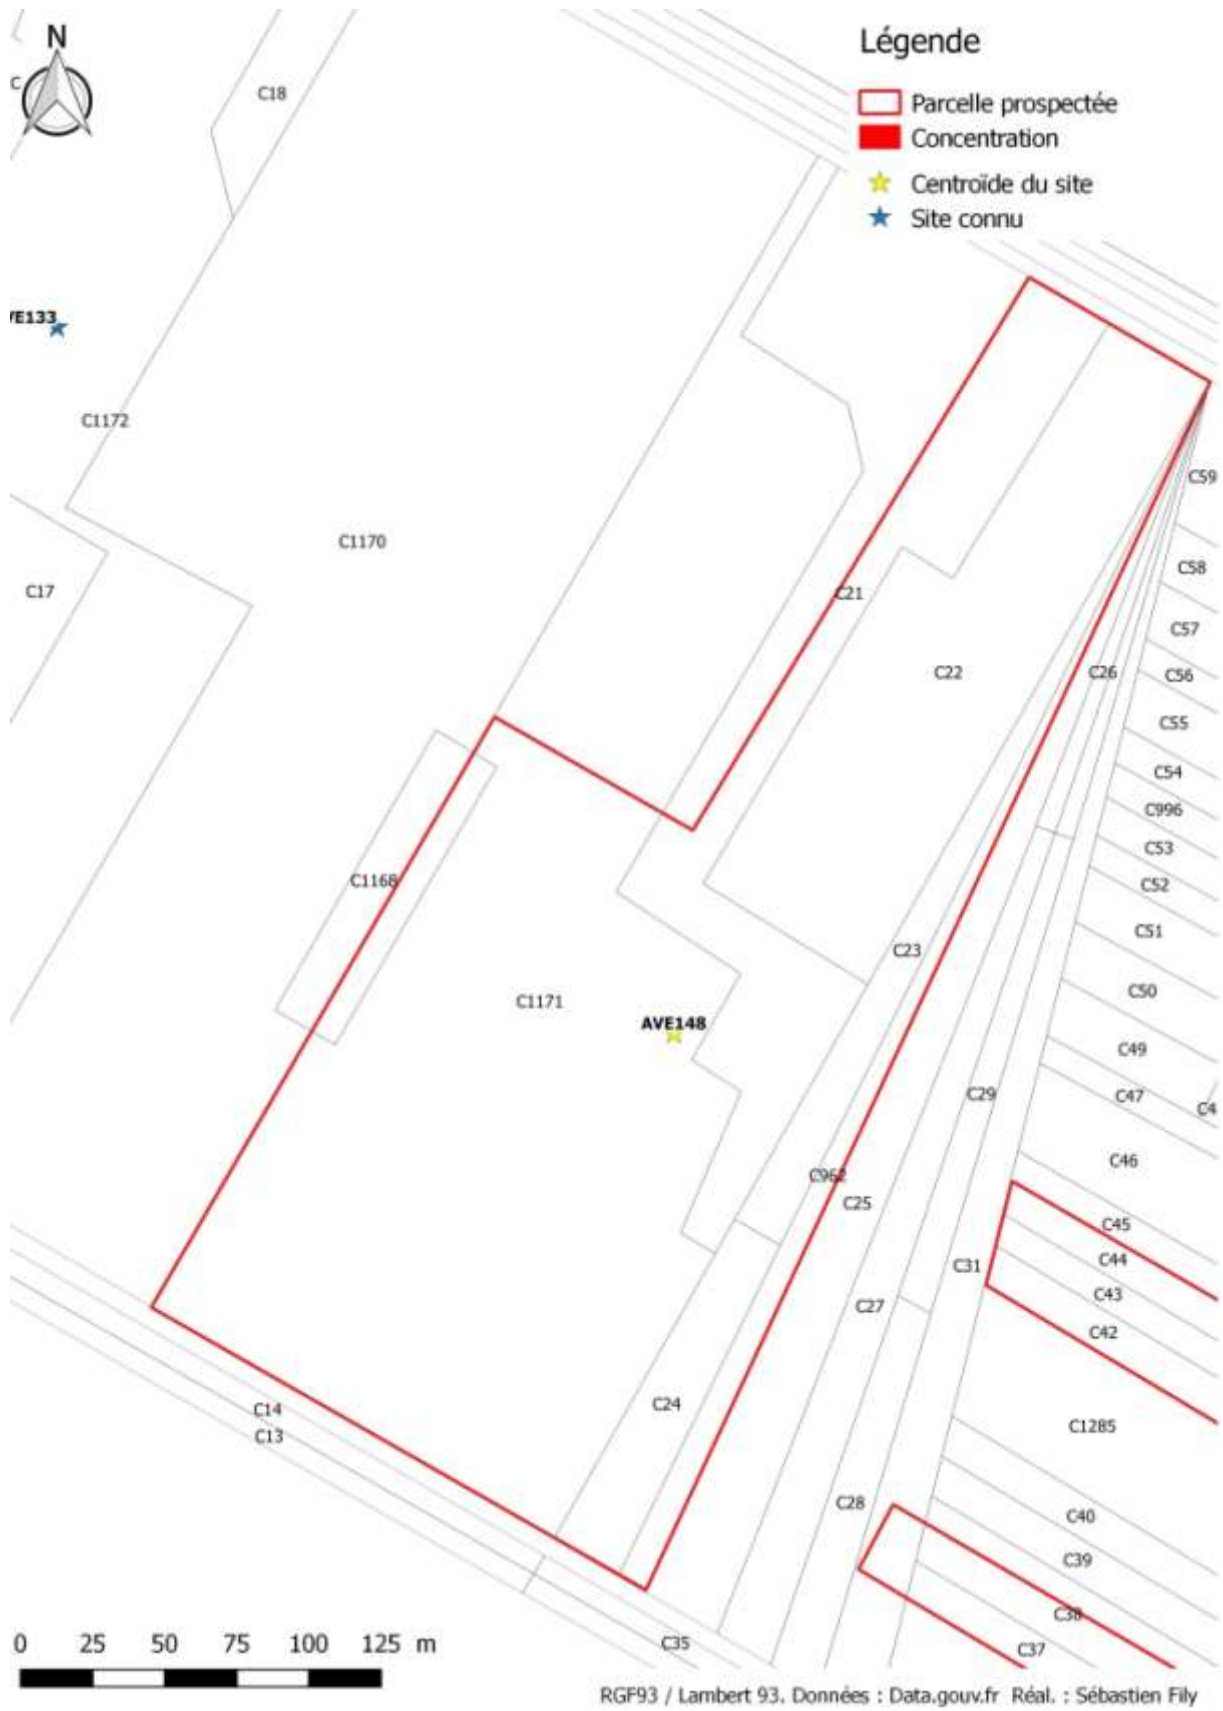 N
Légende
Parcelle prospectée
Concentration
Centroïde du site
Site connu
C
C18
/E133
C1172
C1170
C17
C21
C22
C26
C59
C58
C57
C56
C55
C54
C996
C53
C52
C51
C50
C49
C47
C4
C46
C45
C44
C43
C42
C1285
C40
C39
C38
C37
C1168
C1171
AVE148
C23
C962
C25
C29
C31
C27
C24
C28
C14
C13
C35
0 25 50 75 100 125 m
RGF93 / Lambert 93. Données : Data.gouv.fr Réal. : Sébastien Fily